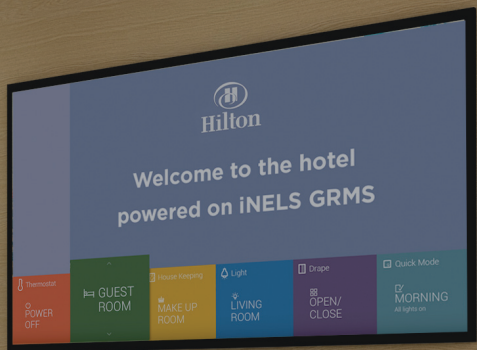 Hilton
Welcome to the hotel
powered on iNELS GRMS
Thermostat
POWER
OFF
GUEST
ROOM
House Keeping
MAKE UP
ROOM
Light
LIVING
ROOM
Drape
OPEN/
CLOSE
Quick Mode
MORNING
All lights on